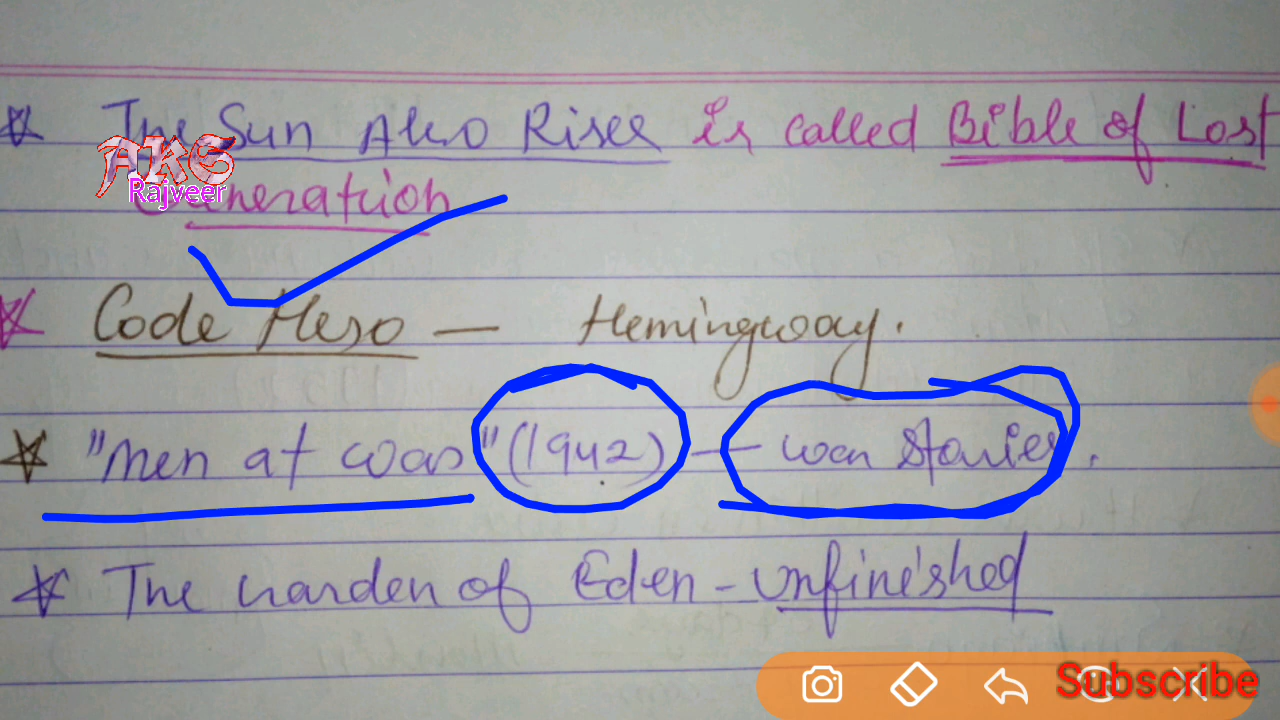 ☆ The Sun Also Rises is called Bible of Lost
AKG
Rajveer
Generation
☆ Code Hero — Hemingway.
☆ "Men at War" (1942) — war stories.
☆ The Garden of Eden - Unfinished
Subscribe